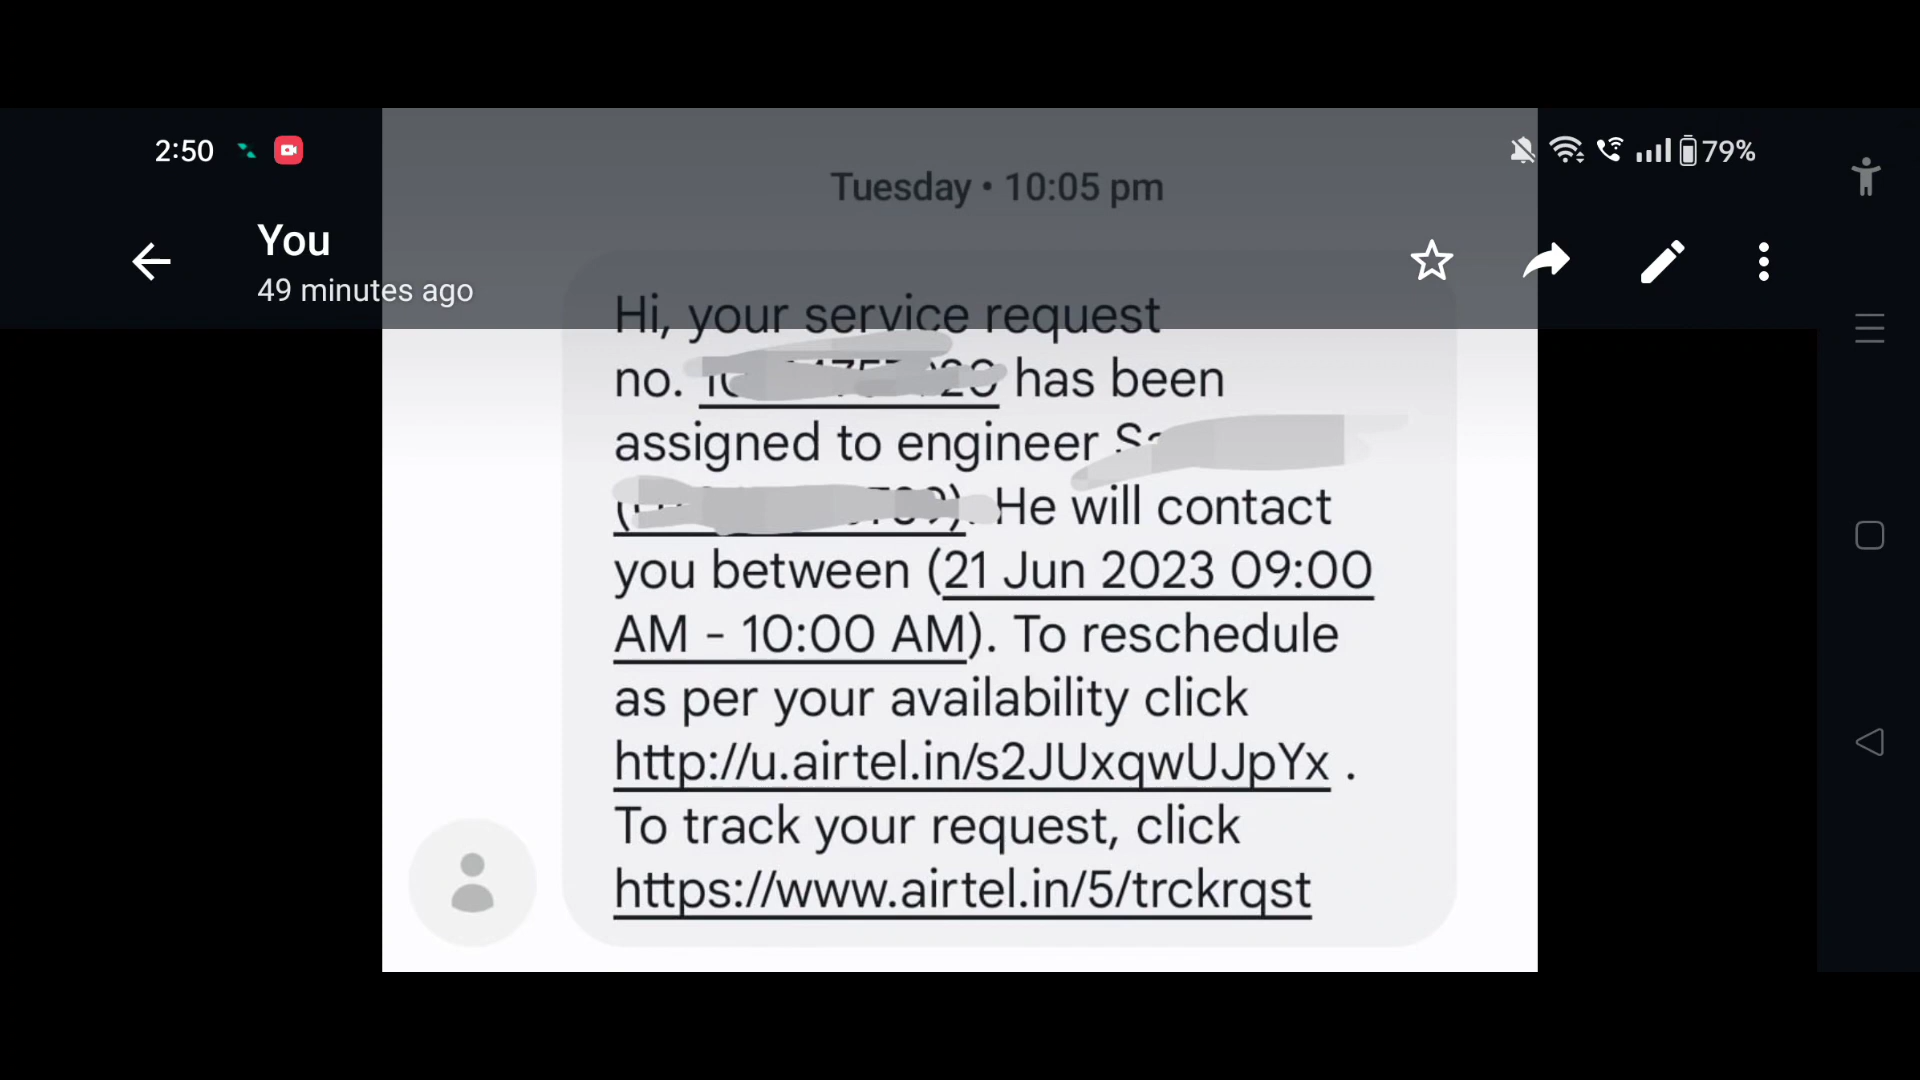 2:50
79%
Tuesday • 10:05 pm
You
49 minutes ago
Hi, your service request
no. has been
assigned to engineer
He will contact
you between (21 Jun 2023 09:00
AM - 10:00 AM). To reschedule
as per your availability click
http://u.airtel.in/s2JUxqwUJpYx .
To track your request, click
https://www.airtel.in/5/trckrqst